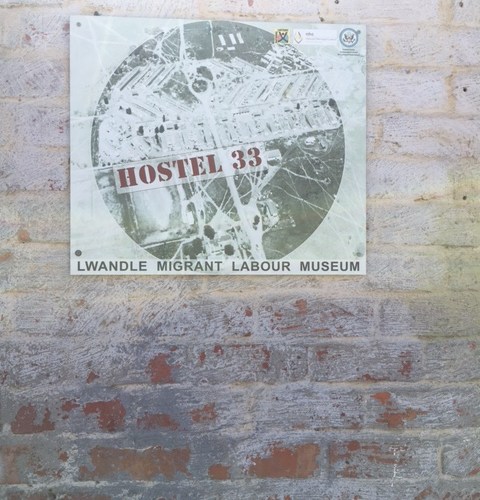 HOSTEL 33
LWANDLE MIGRANT LABOUR MUSEUM